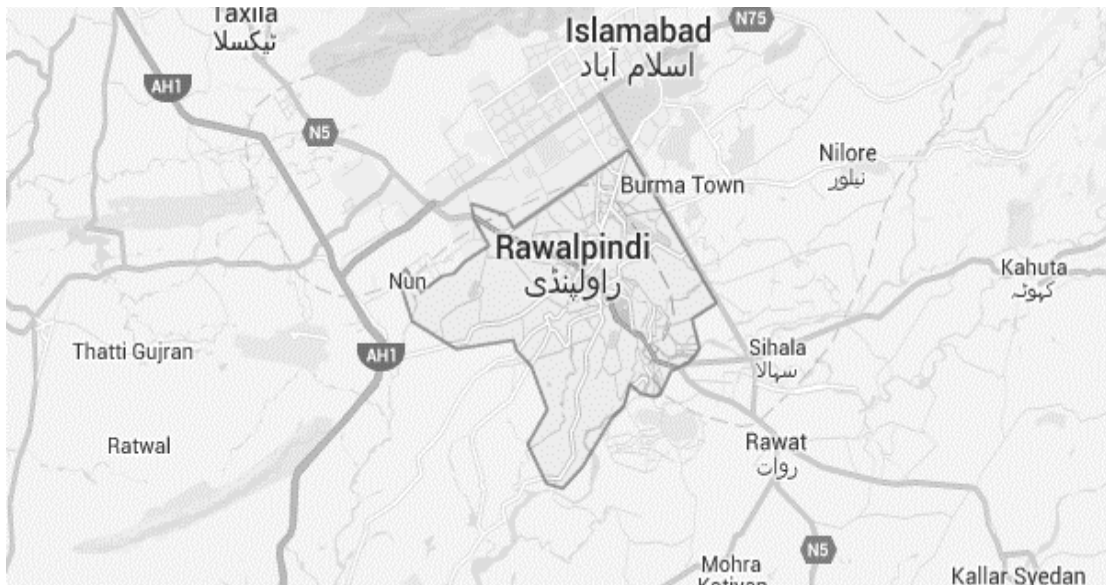 Taxila
ٹیکسلا
Islamabad
اسلام آباد
N75
AH1
N5
Nilore
نیلور
Burma Town
Rawalpindi
راولپنڈی
Nun
Kahuta
کہوٹہ
Thatti Gujran
AH1
Sihala
سہالا
Ratwal
Rawat
روات
N5
Mohra
Kallar Syedan